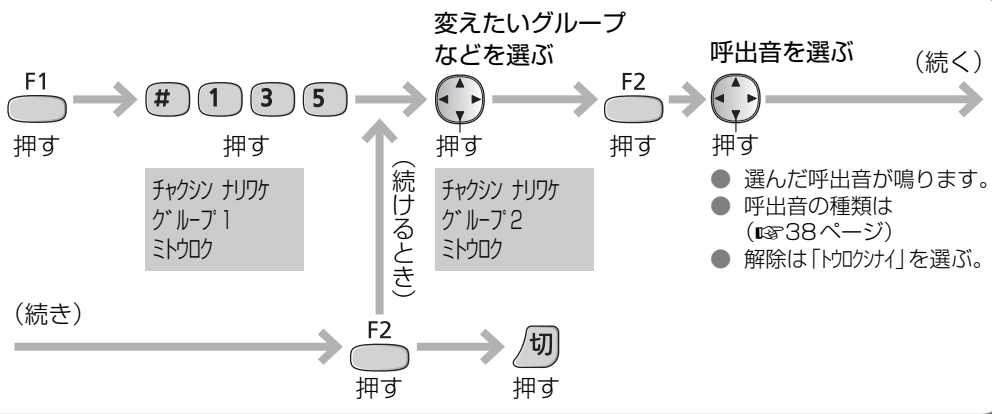 変えたいグループ
などを選ぶ
呼出音を選ぶ
(続く)
F1
押す
# 1 3 5
押す
押す
F2
押す
押す
チャクシン ナリワケ
グループ1
ミトウロク
(続けるとき)
チャクシン ナリワケ
グループ2
ミトウロク
● 選んだ呼出音が鳴ります。
● 呼出音の種類は
(☞38ページ)
● 解除は「トウロクシナイ」を選ぶ。
(続き)
F2
押す
切
押す